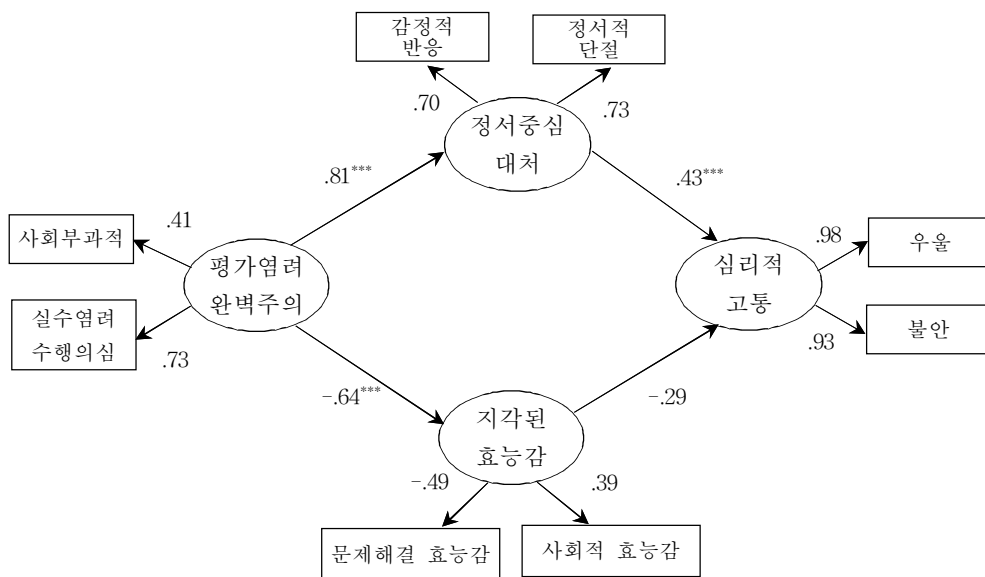 감정적
반응
정서적
단절
.70
.73
정서중심
대처
.81***
.43***
사회부과적
.41
평가염려
완벽주의
심리적
고통
.98
우울
실수염려
수행의심
.73
.93
불안
-.64***
-.29
지각된
효능감
-.49
.39
문제해결 효능감
사회적 효능감